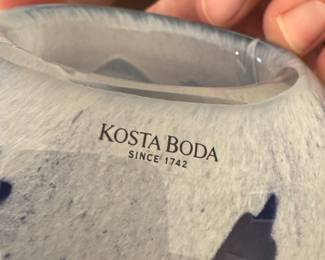 KOSTA BODA
SINCE 1742